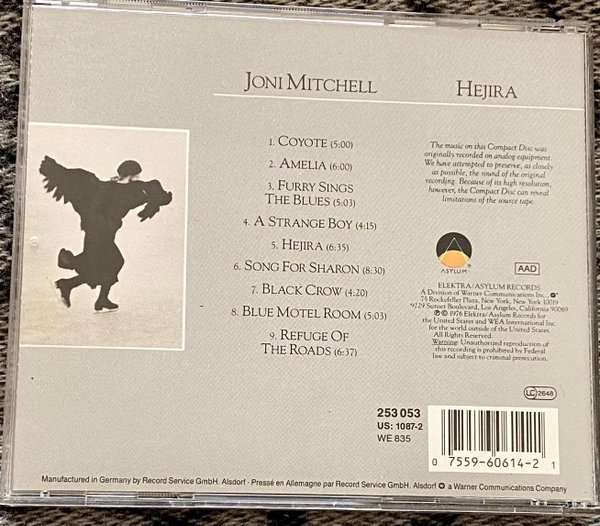 JONI MITCHELL
HEJIRA
1. COYOTE (5:00)
2. AMELIA (6:00)
3. FURRY SINGS
THE BLUES (5:03)
4. A STRANGE BOY (4:15)
5. HEJIRA (6:35)
6. SONG FOR SHARON (8:30)
7. BLACK CROW (4:20)
8. BLUE MOTEL ROOM (5:03)
9. REFUGE OF
THE ROADS (6:37)
The music on this Compact Disc was
originally recorded on analog equipment.
We have attempted to preserve, as closely
as possible, the sound of the original
recording. Because of its high resolution,
however, the Compact Disc can reveal
limitations of the source tape.
ASYLUM
AAD
ELEKTRA/ASYLUM RECORDS
A Division of Warner Communications Inc.
75 Rockefeller Plaza, New York, New York 10019
9229 Sunset Boulevard, Los Angeles, California 90069
℗ © 1976 Elektra/Asylum Records for
the United States and WEA International Inc.
for the world outside of the United States.
All Rights Reserved.
Warning: Unauthorized reproduction of
this recording is prohibited by Federal
law and subject to criminal prosecution.
LC 2648
253 053
US: 1087-2
WE 835
0 7559-60614-2 1
Manufactured in Germany by Record Service GmbH. Alsdorf · Pressé en Allemagne par Record Service GmbH. Alsdorf a Warner Communications Company